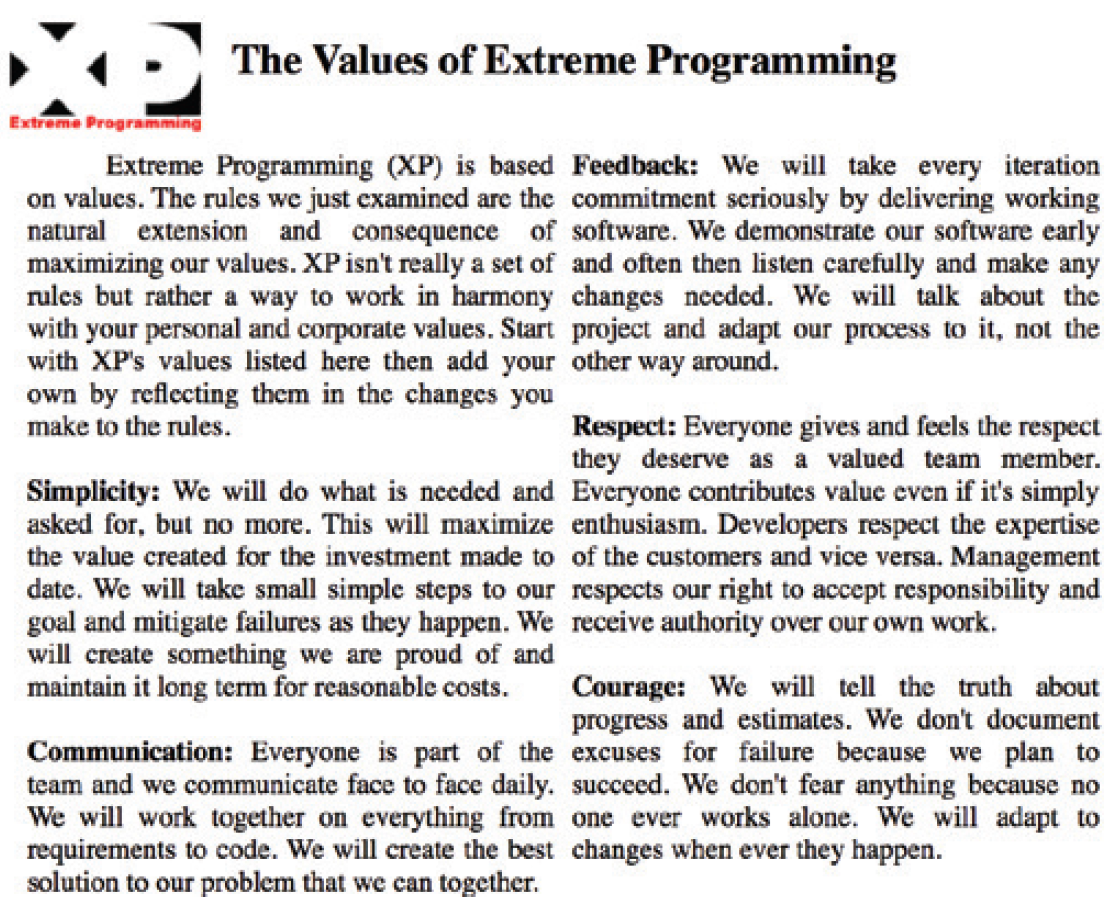 XP
Extreme Programming
The Values of Extreme Programming
Extreme Programming (XP) is based
on values. The rules we just examined are the
natural extension and consequence of
maximizing our values. XP isn't really a set of
rules but rather a way to work in harmony
with your personal and corporate values. Start
with XP's values listed here then add your
own by reflecting them in the changes you
make to the rules.
Simplicity: We will do what is needed and
asked for, but no more. This will maximize
the value created for the investment made to
date. We will take small simple steps to our
goal and mitigate failures as they happen. We
will create something we are proud of and
maintain it long term for reasonable costs.
Communication: Everyone is part of the
team and we communicate face to face daily.
We will work together on everything from
requirements to code. We will create the best
solution to our problem that we can together.
Feedback: We will take every iteration
commitment seriously by delivering working
software. We demonstrate our software early
and often then listen carefully and make any
changes needed. We will talk about the
project and adapt our process to it, not the
other way around.
Respect: Everyone gives and feels the respect
they deserve as a valued team member.
Everyone contributes value even if it's simply
enthusiasm. Developers respect the expertise
of the customers and vice versa. Management
respects our right to accept responsibility and
receive authority over our own work.
Courage: We will tell the truth about
progress and estimates. We don't document
excuses for failure because we plan to
succeed. We don't fear anything because no
one ever works alone. We will adapt to
changes when ever they happen.